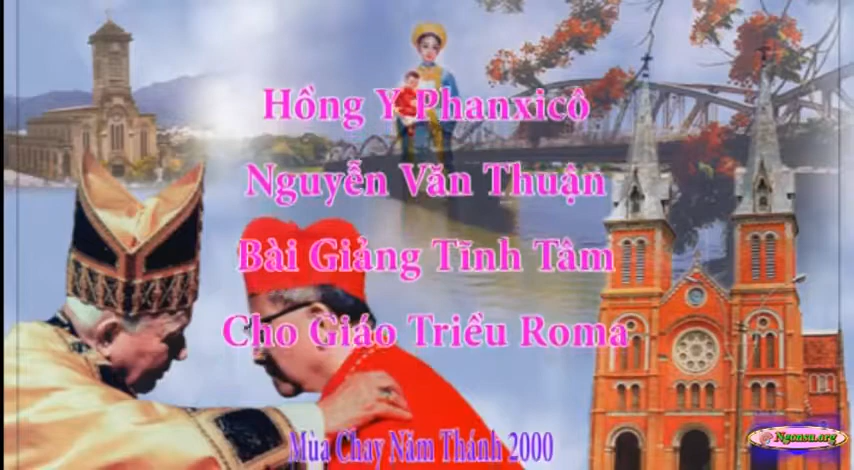 Hồng Y Phanxicô
Nguyễn Văn Thuận
Bài Giảng Tĩnh Tâm
Cho Giáo Triều Roma
Mùa Chay Năm Thánh 2000
Ngonsu.org